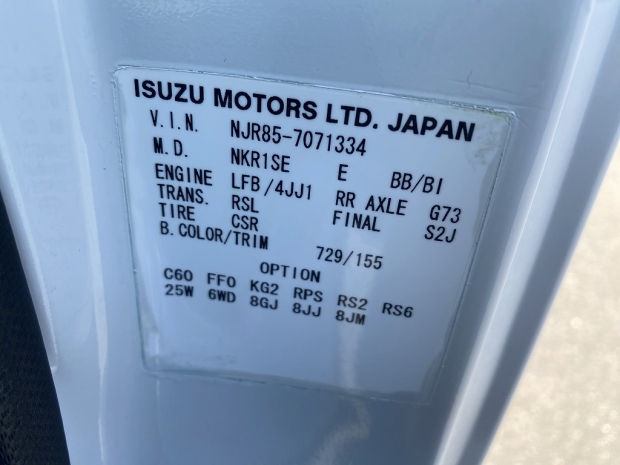 ISUZU MOTORS LTD. JAPAN
V.I.N. NJR85-7071334
M.D. NKR1SE E BB/BI
ENGINE LFB/4JJ1 RR AXLE G73
TRANS. RSL FINAL S2J
TIRE CSR
B.COLOR/TRIM 729/155
OPTION
C60 FF0 KG2 RPS RS2 RS6
25W 6WD 8GJ 8JJ 8JM